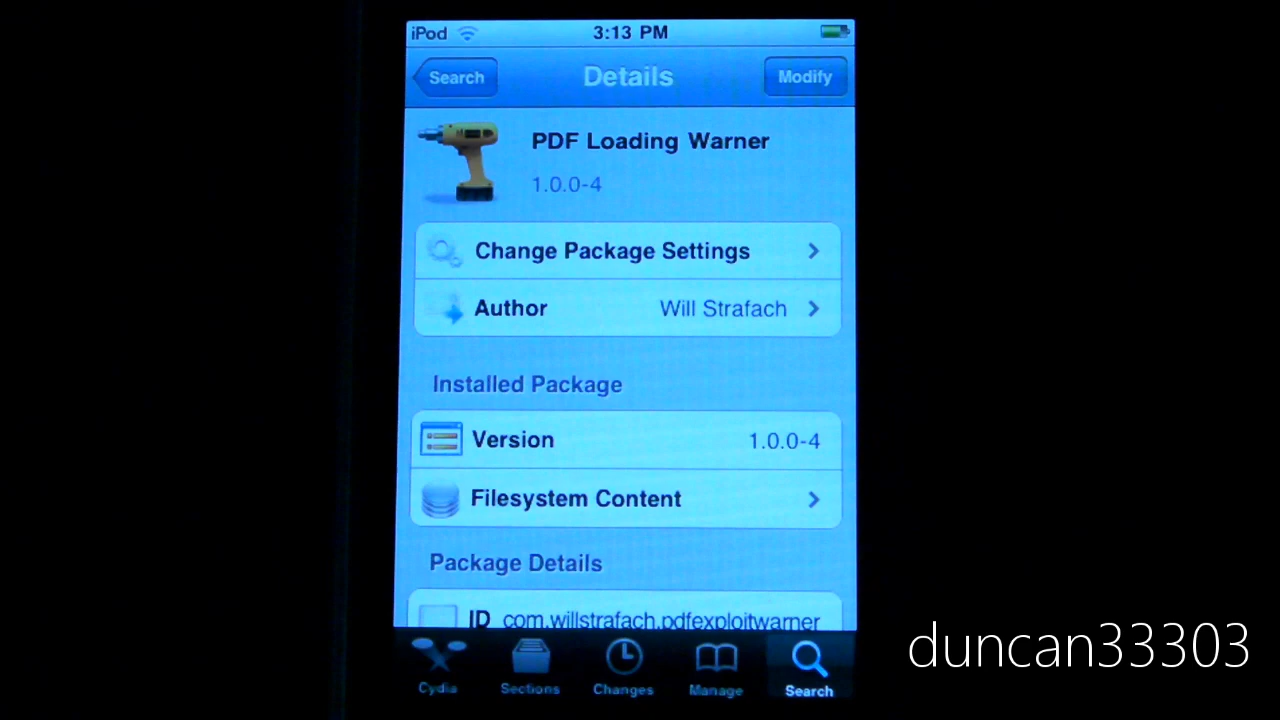 iPod 3:13 PM
Search Details Modify
PDF Loading Warner
1.0.0-4
Change Package Settings
Author Will Strafach
Installed Package
Version 1.0.0-4
Filesystem Content
Package Details
ID com.willstrafach.pdfexploitwarner
Cydia Sections Changes Manage Search
duncan33303